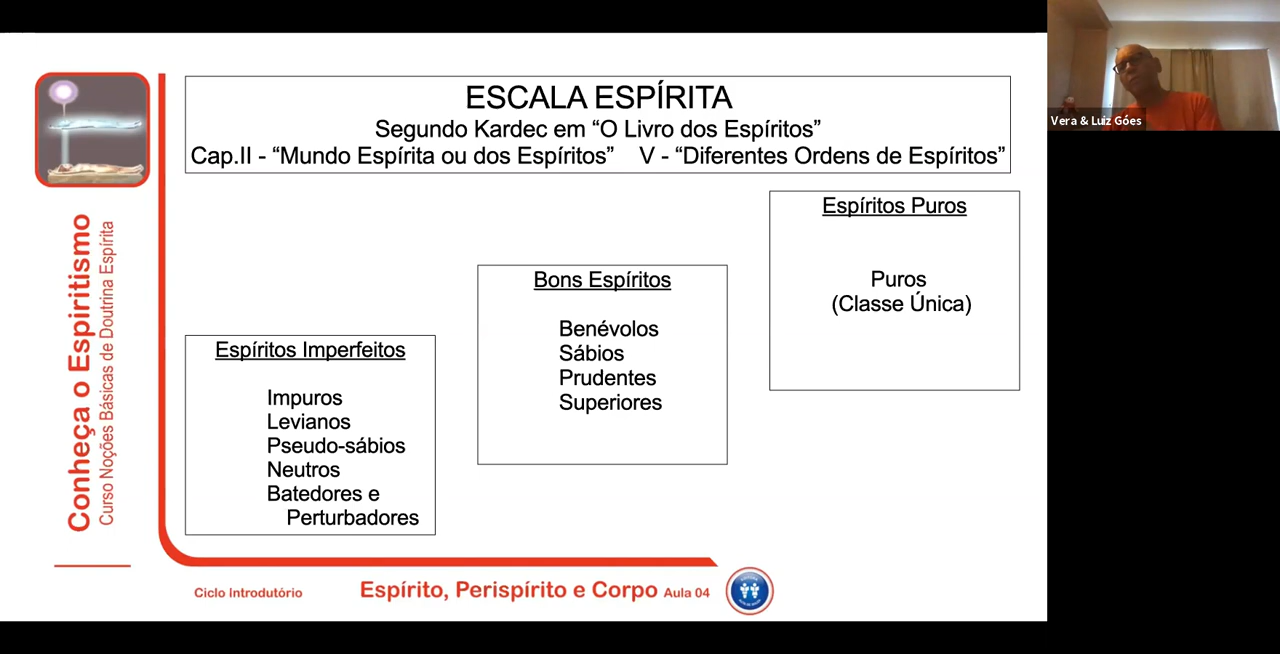 ESCALA ESPÍRITA
Segundo Kardec em “O Livro dos Espíritos”
Cap.II - “Mundo Espírita ou dos Espíritos” V - “Diferentes Ordens de Espíritos”
Espíritos Puros
Puros
(Classe Única)
Bons Espíritos
Benévolos
Sábios
Prudentes
Superiores
Espíritos Imperfeitos
Impuros
Levianos
Pseudo-sábios
Neutros
Batedores e
Perturbadores
Conheça o Espiritismo
Curso Noções Básicas de Doutrina Espírita
Ciclo Introdutório
Espírito, Perispírito e Corpo Aula 04
Vera & Luiz Góes